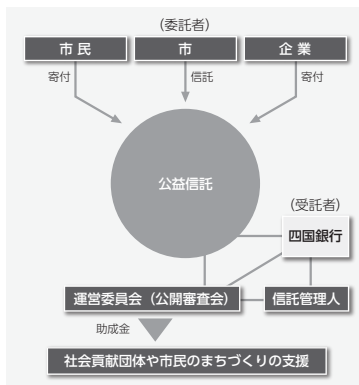 (委託者)
市民 市 企業
寄付 信託 寄付
公益信託
(受託者)
四国銀行
運営委員会(公開審査会) 信託管理人
助成金
社会貢献団体や市民のまちづくりの支援